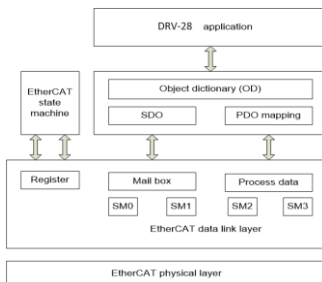 DRV-28 application
EtherCAT
state
machine
Object dictionary (OD)
SDO
PDO mapping
Register
Mail box
Process data
SM0
SM1
SM2
SM3
EtherCAT data link layer
EtherCAT physical layer